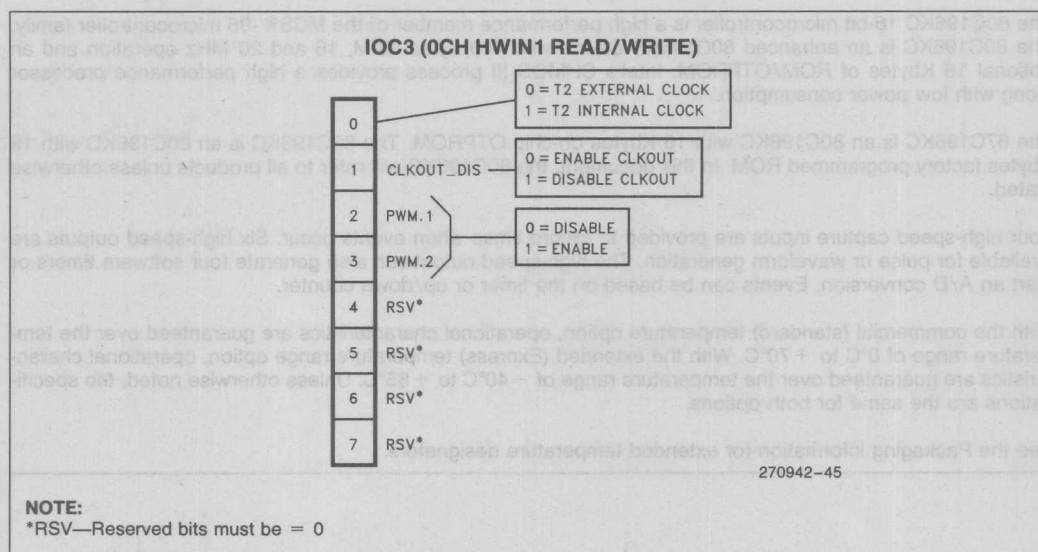 IOC3 (0CH HWIN1 READ/WRITE)
0 = T2 EXTERNAL CLOCK
1 = T2 INTERNAL CLOCK
0
0 = ENABLE CLKOUT
1 = DISABLE CLKOUT
1 CLKOUT_DIS
2 PWM.1
0 = DISABLE
1 = ENABLE
3 PWM.2
4 RSV*
5 RSV*
6 RSV*
7 RSV*
270942-45
NOTE:
*RSV—Reserved bits must be = 0